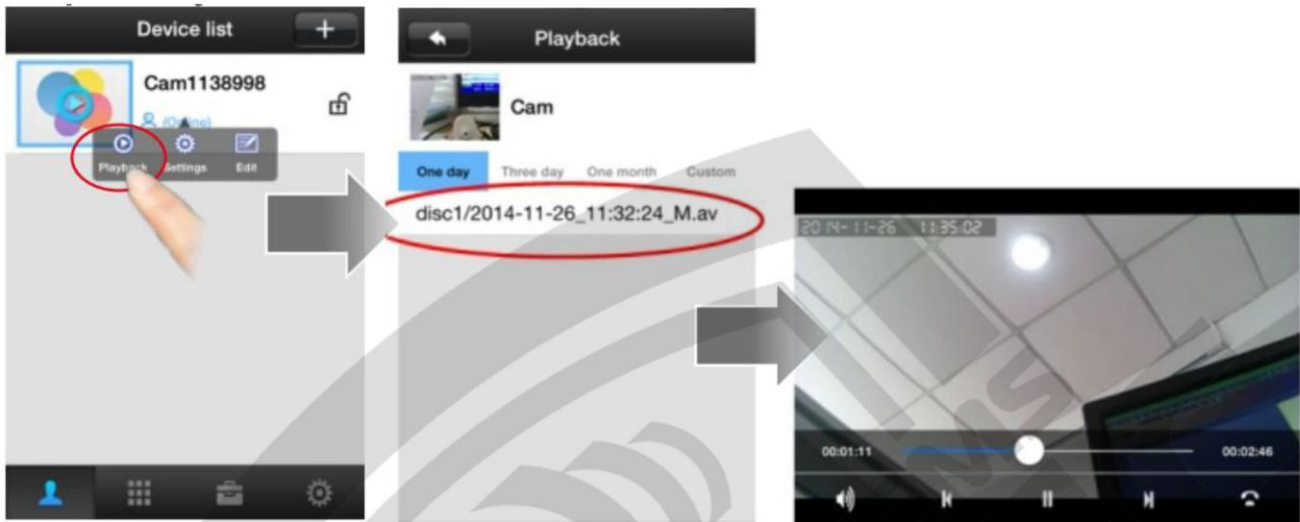 Device list
+
Cam1138998
(Online)
Playback Settings Edit
Playback
Cam
One day Three day One month Custom
disc1/2014-11-26_11:32:24_M.av
2014-11-26 11:35:02
00:01:11
00:02:46